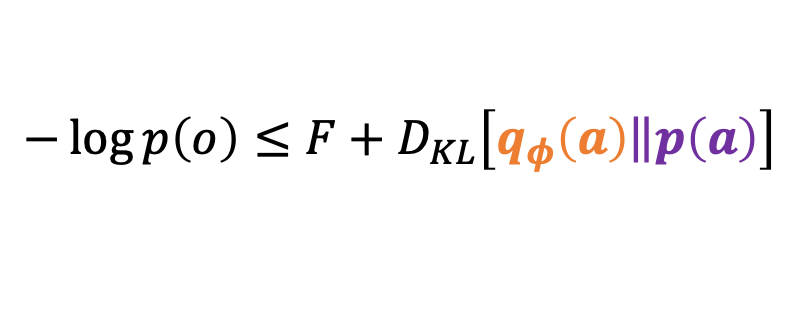 − log p(o) ≤ F + D_KL[q_ϕ(a)‖p(a)]